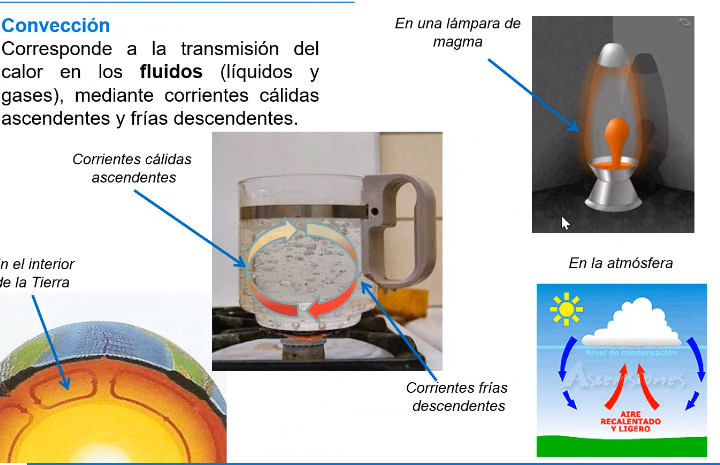 Convección
Corresponde a la transmisión del
calor en los fluidos (líquidos y
gases), mediante corrientes cálidas
ascendentes y frías descendentes.
En una lámpara de
magma
Corrientes cálidas
ascendentes
n el interior
de la Tierra
Corrientes frías
descendentes
En la atmósfera
Nivel de condensación
Ascensiones
AIRE
RECALENTADO
Y LIGERO